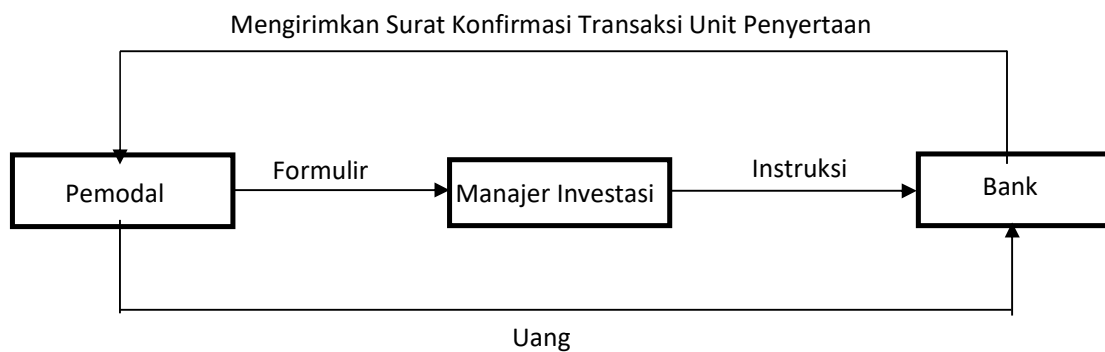 Mengirimkan Surat Konfirmasi Transaksi Unit Penyertaan
Formulir
Instruksi
Pemodal
Manajer Investasi
Bank
Uang